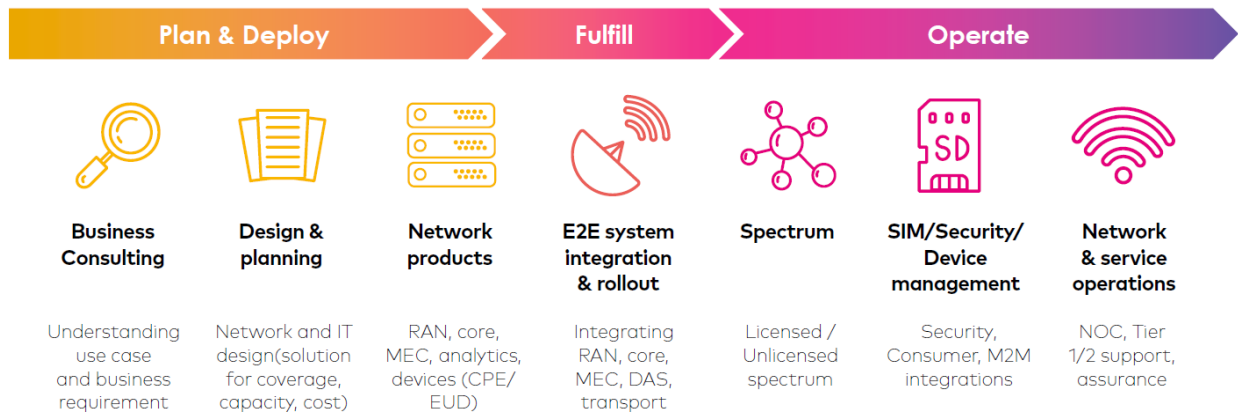 Plan & Deploy
Fulfill
Operate
Business
Consulting
Understanding
use case
and business
requirement
Design &
planning
Network and IT
design(solution
for coverage,
capacity, cost)
Network
products
RAN, core,
MEC, analytics,
devices (CPE/
EUD)
E2E system
integration
& rollout
Integrating
RAN, core,
MEC, DAS,
transport
Spectrum
Licensed /
Unlicensed
spectrum
SD
SIM/Security/
Device
management
Security,
Consumer, M2M
integrations
Network
& service
operations
NOC, Tier
1/2 support,
assurance